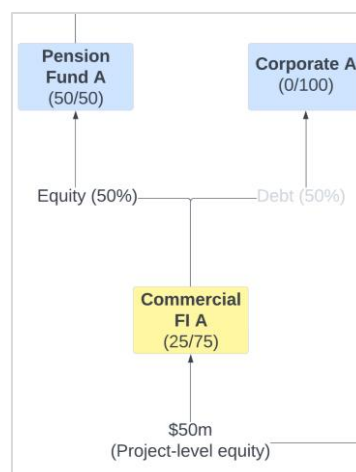 Pension
Fund A
(50/50)
Corporate A
(0/100)
Equity (50%)
Debt (50%)
Commercial
FI A
(25/75)
$50m
(Project-level equity)